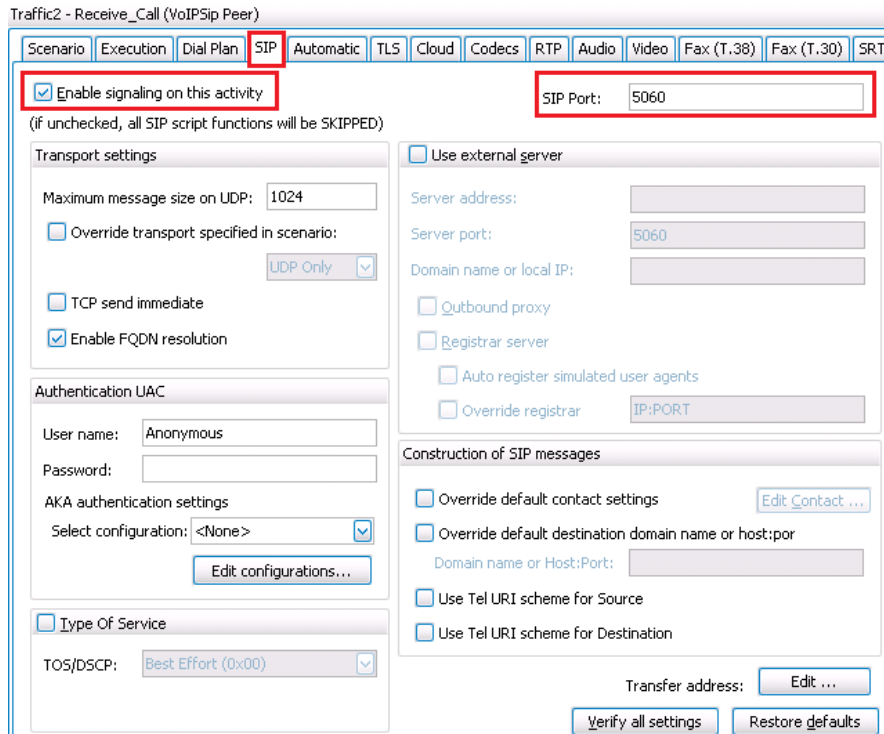 Traffic2 - Receive_Call (VoIPSip Peer)
Scenario Execution Dial Plan SIP Automatic TLS Cloud Codecs RTP Audio Video Fax (T.38) Fax (T.30) SRT
Enable signaling on this activity
SIP Port: 5060
(if unchecked, all SIP script functions will be SKIPPED)
Transport settings
Maximum message size on UDP: 1024
Override transport specified in scenario:
UDP Only
TCP send immediate
Enable FQDN resolution
Use external server
Server address:
Server port: 5060
Domain name or local IP:
Outbound proxy
Registrar server
Auto register simulated user agents
Override registrar IP:PORT
Authentication UAC
User name: Anonymous
Password:
AKA authentication settings
Select configuration: <None>
Edit configurations...
Construction of SIP messages
Override default contact settings Edit Contact ...
Override default destination domain name or host:por
Domain name or Host:Port:
Use Tel URI scheme for Source
Use Tel URI scheme for Destination
Type Of Service
TOS/DSCP: Best Effort (0x00)
Transfer address: Edit ...
Verify all settings Restore defaults